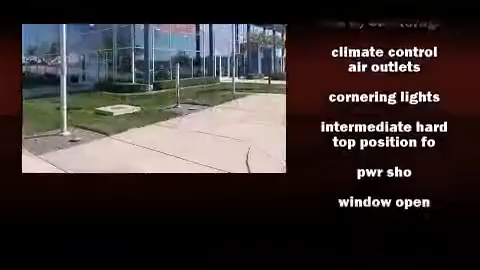 climate control
air outlets
cornering lights
intermediate hard
top position fo
pwr sho
window open